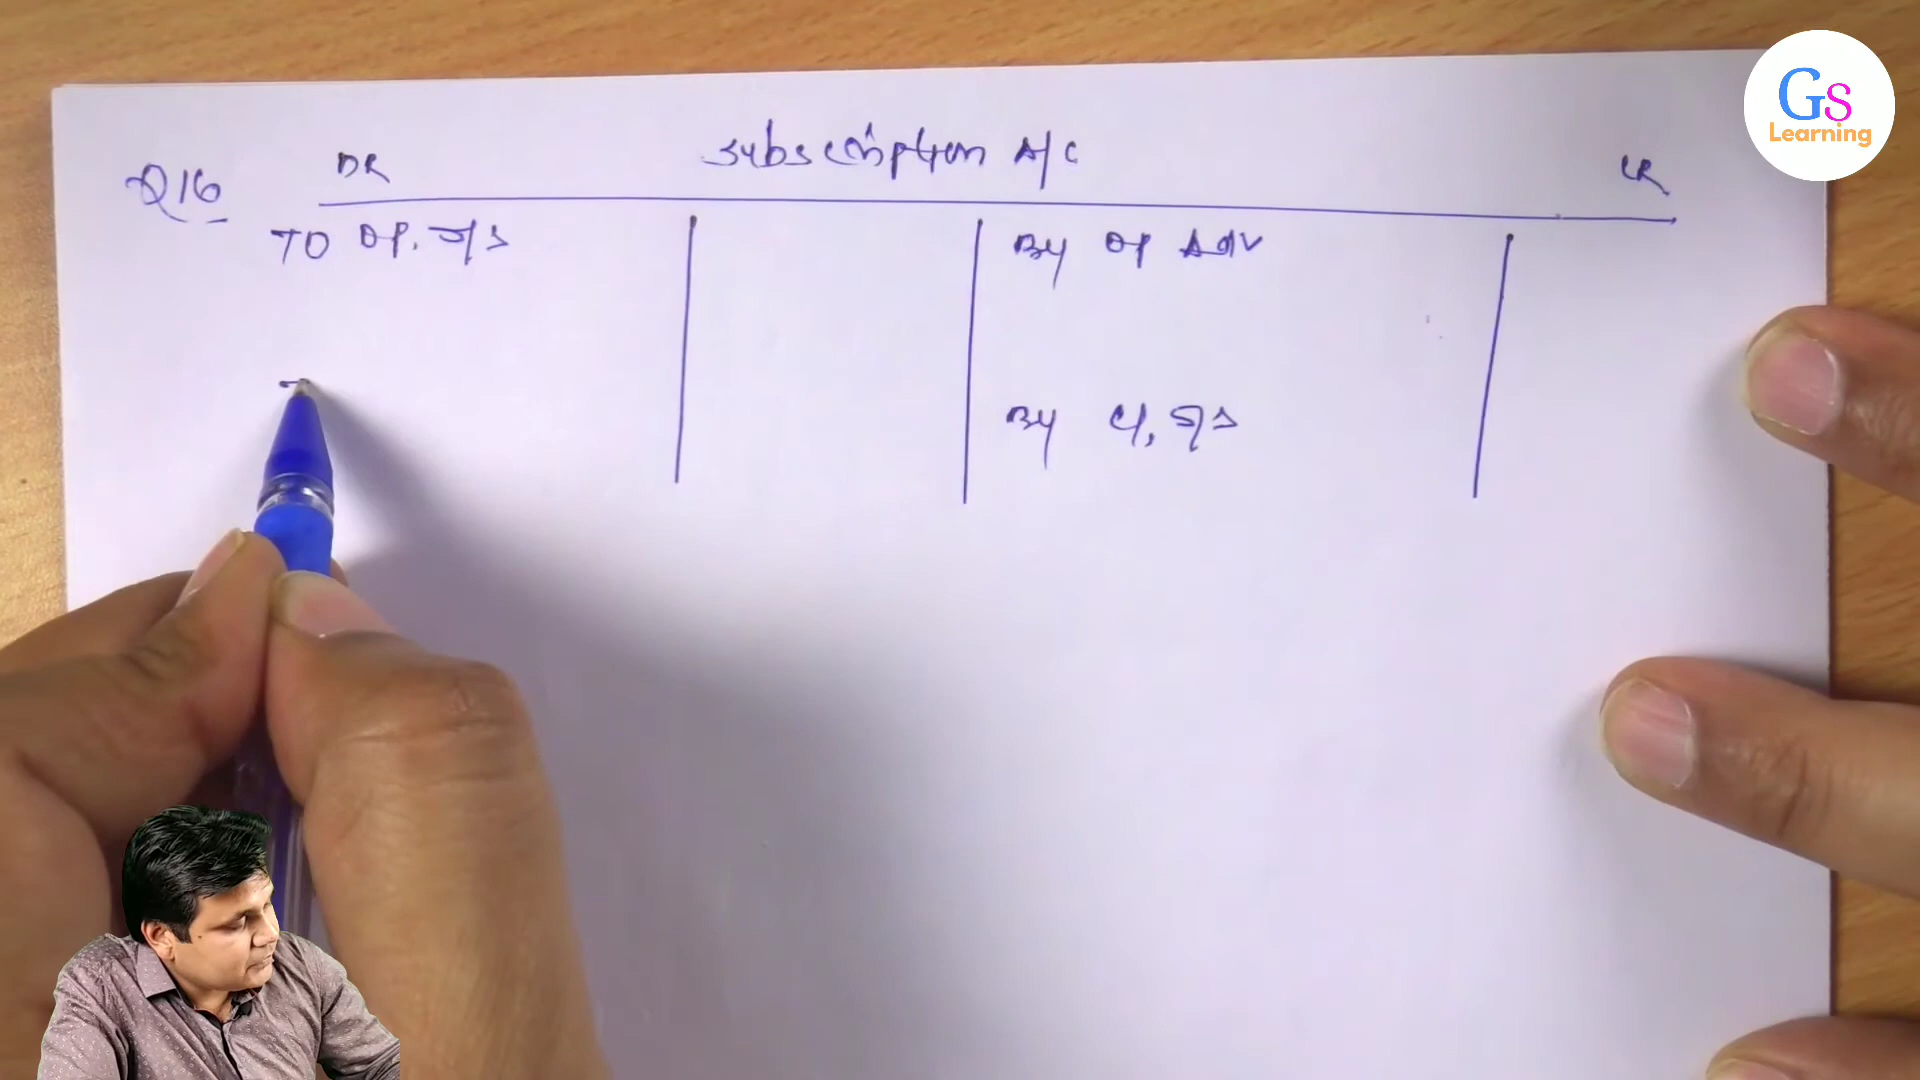 GS
Learning
Q16
DR Subscription A/C CR
TO OP. O/S By OP Adv
By Cl. O/S